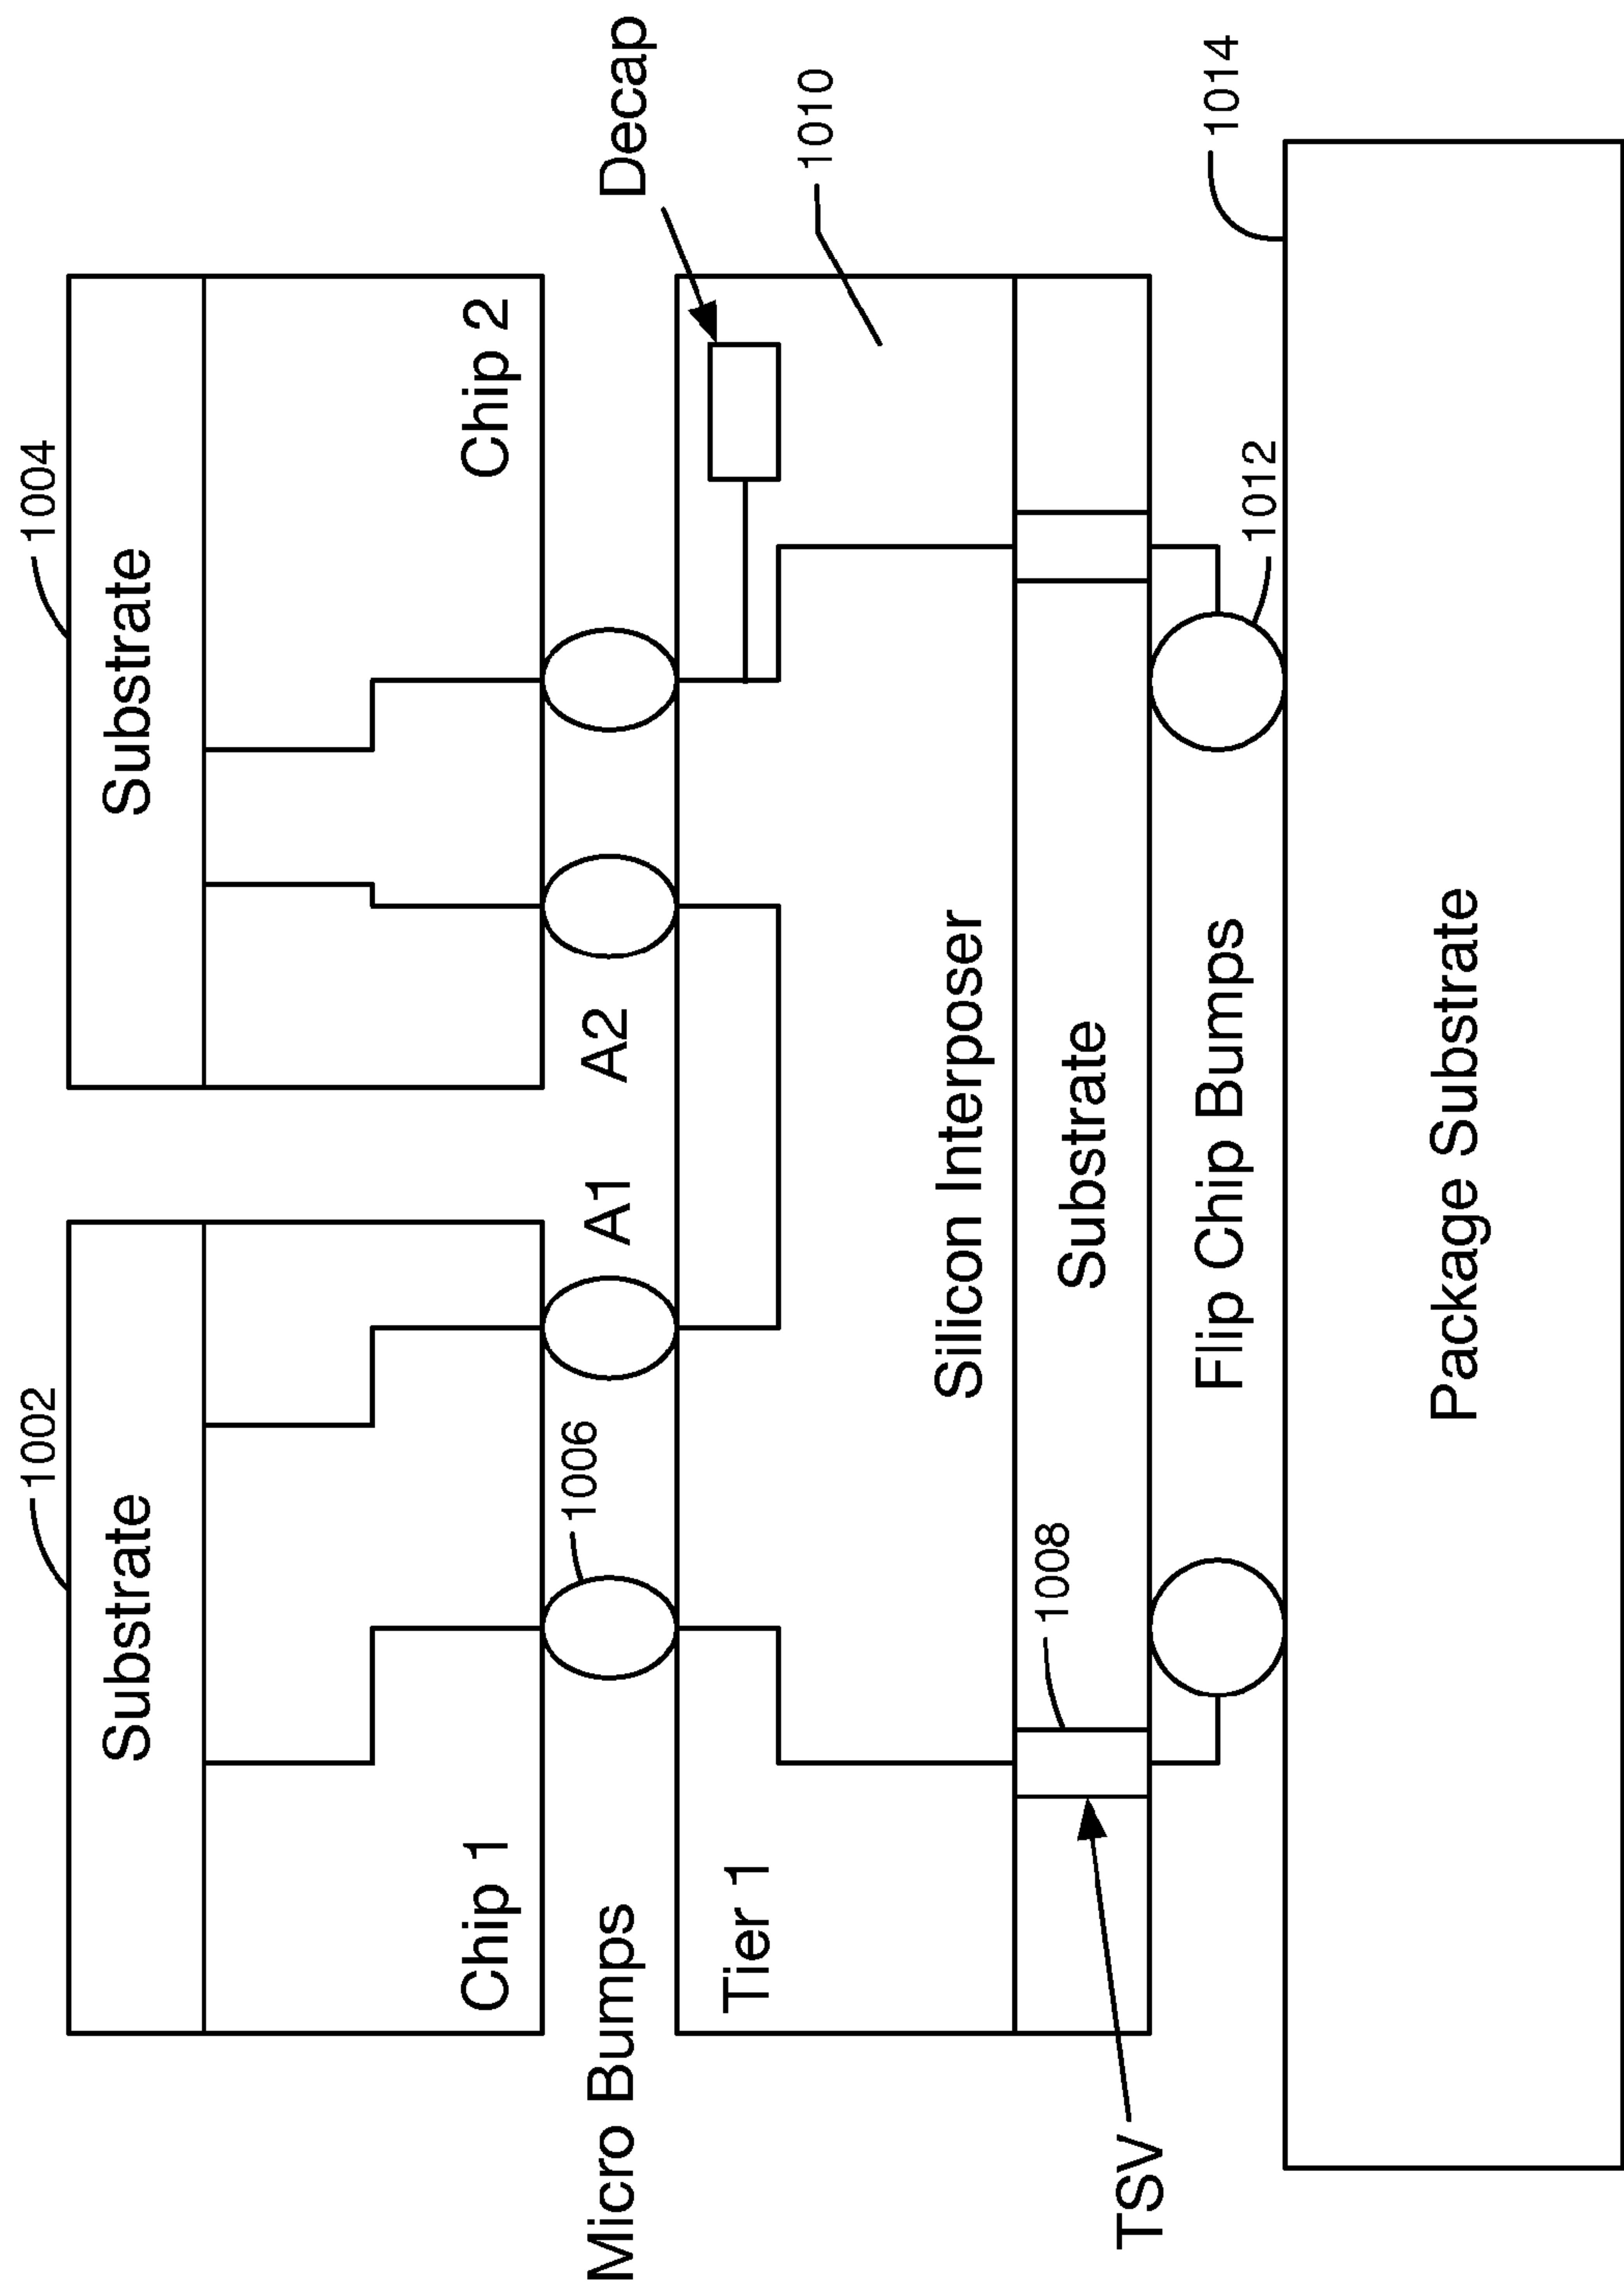 1002
1004
Substrate
Substrate
Chip 1
Chip 2
Micro Bumps
1006
A1
A2
Decap
Tier 1
1010
Silicon Interposer
1008
Substrate
TSV
Flip Chip Bumps
1012
1014
Package Substrate